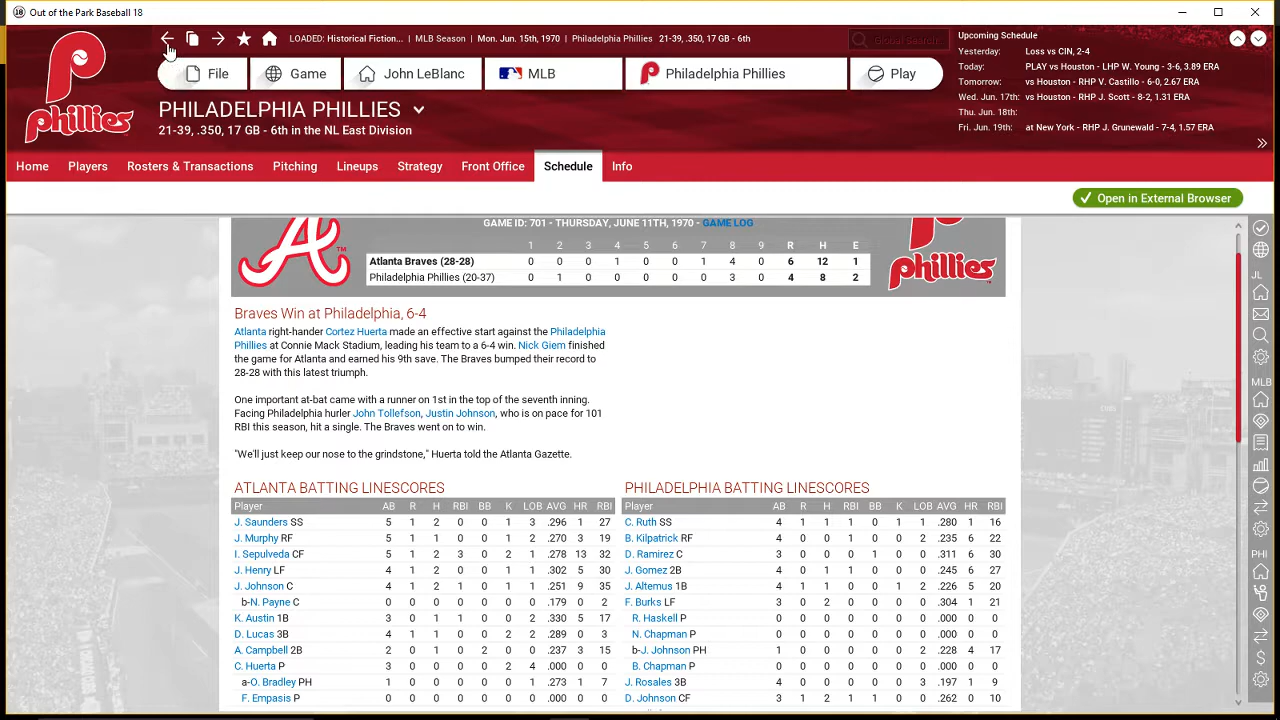 Out of the Park Baseball 18
LOADED: Historical Fiction... | MLB Season | Mon. Jun. 15th, 1970 | Philadelphia Phillies 21-39, .350, 17 GB - 6th
Global Search...
File
Game
John LeBlanc
MLB
Philadelphia Phillies
Play
Phillies
PHILADELPHIA PHILLIES
21-39, .350, 17 GB - 6th in the NL East Division
Upcoming Schedule
Yesterday: Loss vs CIN, 2-4
Today: PLAY vs Houston - LHP W. Young - 3-6, 3.89 ERA
Tomorrow: vs Houston - RHP V. Castillo - 6-0, 2.67 ERA
Wed. Jun. 17th: vs Houston - RHP J. Scott - 8-2, 1.31 ERA
Thu. Jun. 18th:
Fri. Jun. 19th: at New York - RHP J. Grunewald - 7-4, 1.57 ERA
Home Players Rosters & Transactions Pitching Lineups Strategy Front Office Schedule Info
Open in External Browser
GAME ID: 701 - THURSDAY, JUNE 11TH, 1970 - GAME LOG
1 2 3 4 5 6 7 8 9 R H E
Atlanta Braves (28-28) 0 0 0 1 0 0 1 4 0 6 12 1
Philadelphia Phillies (20-37) 0 1 0 0 0 0 0 3 0 4 8 2
A
TM
phillies
Braves Win at Philadelphia, 6-4
Atlanta right-hander Cortez Huerta made an effective start against the Philadelphia
Phillies at Connie Mack Stadium, leading his team to a 6-4 win. Nick Giem finished
the game for Atlanta and earned his 9th save. The Braves bumped their record to
28-28 with this latest triumph.
One important at-bat came with a runner on 1st in the top of the seventh inning.
Facing Philadelphia hurler John Tollefson, Justin Johnson, who is on pace for 101
RBI this season, hit a single. The Braves went on to win.
"We'll just keep our nose to the grindstone," Huerta told the Atlanta Gazette.
ATLANTA BATTING LINESCORES
Player AB R H RBI BB K LOB AVG HR RBI
J. Saunders SS 5 1 2 0 0 1 3 .296 1 27
J. Murphy RF 5 1 1 0 0 1 2 .270 3 19
I. Sepulveda CF 5 1 2 3 0 2 1 .278 13 32
J. Henry LF 4 1 2 0 0 1 1 .302 5 30
J. Johnson C 4 1 2 1 0 1 1 .251 9 35
b-N. Payne C 0 0 0 0 0 0 0 .179 0 2
K. Austin 1B 3 0 1 1 0 0 2 .330 5 17
D. Lucas 3B 4 1 1 0 0 2 2 .289 0 3
A. Campbell 2B 2 0 1 0 2 0 0 .237 3 15
C. Huerta P 3 0 0 0 0 2 4 .000 0 0
a-O. Bradley PH 1 0 0 0 0 0 1 .273 1 7
F. Empasis P 0 0 0 0 0 0 0 .000 0 0
PHILADELPHIA BATTING LINESCORES
Player AB R H RBI BB K LOB AVG HR RBI
C. Ruth SS 4 1 1 1 0 1 1 .280 1 16
B. Kilpatrick RF 4 0 0 1 0 0 2 .235 6 22
D. Ramirez C 3 0 0 0 1 0 0 .311 6 30
J. Gomez 2B 4 0 1 1 0 0 0 .245 6 27
J. Altemus 1B 4 1 1 0 0 1 2 .226 5 20
F. Burks LF 3 0 2 0 0 0 0 .304 1 21
R. Haskell P 0 0 0 0 0 0 0 .000 0 0
N. Chapman P 0 0 0 0 0 0 0 .000 0 0
b-J. Johnson PH 1 0 0 0 0 0 2 .228 4 17
B. Chapman P 0 0 0 0 0 0 0 .000 0 0
J. Rosales 3B 4 0 0 0 0 0 3 .197 1 9
D. Johnson CF 3 1 2 1 1 0 0 .262 0 10
JL
MLB
PHI